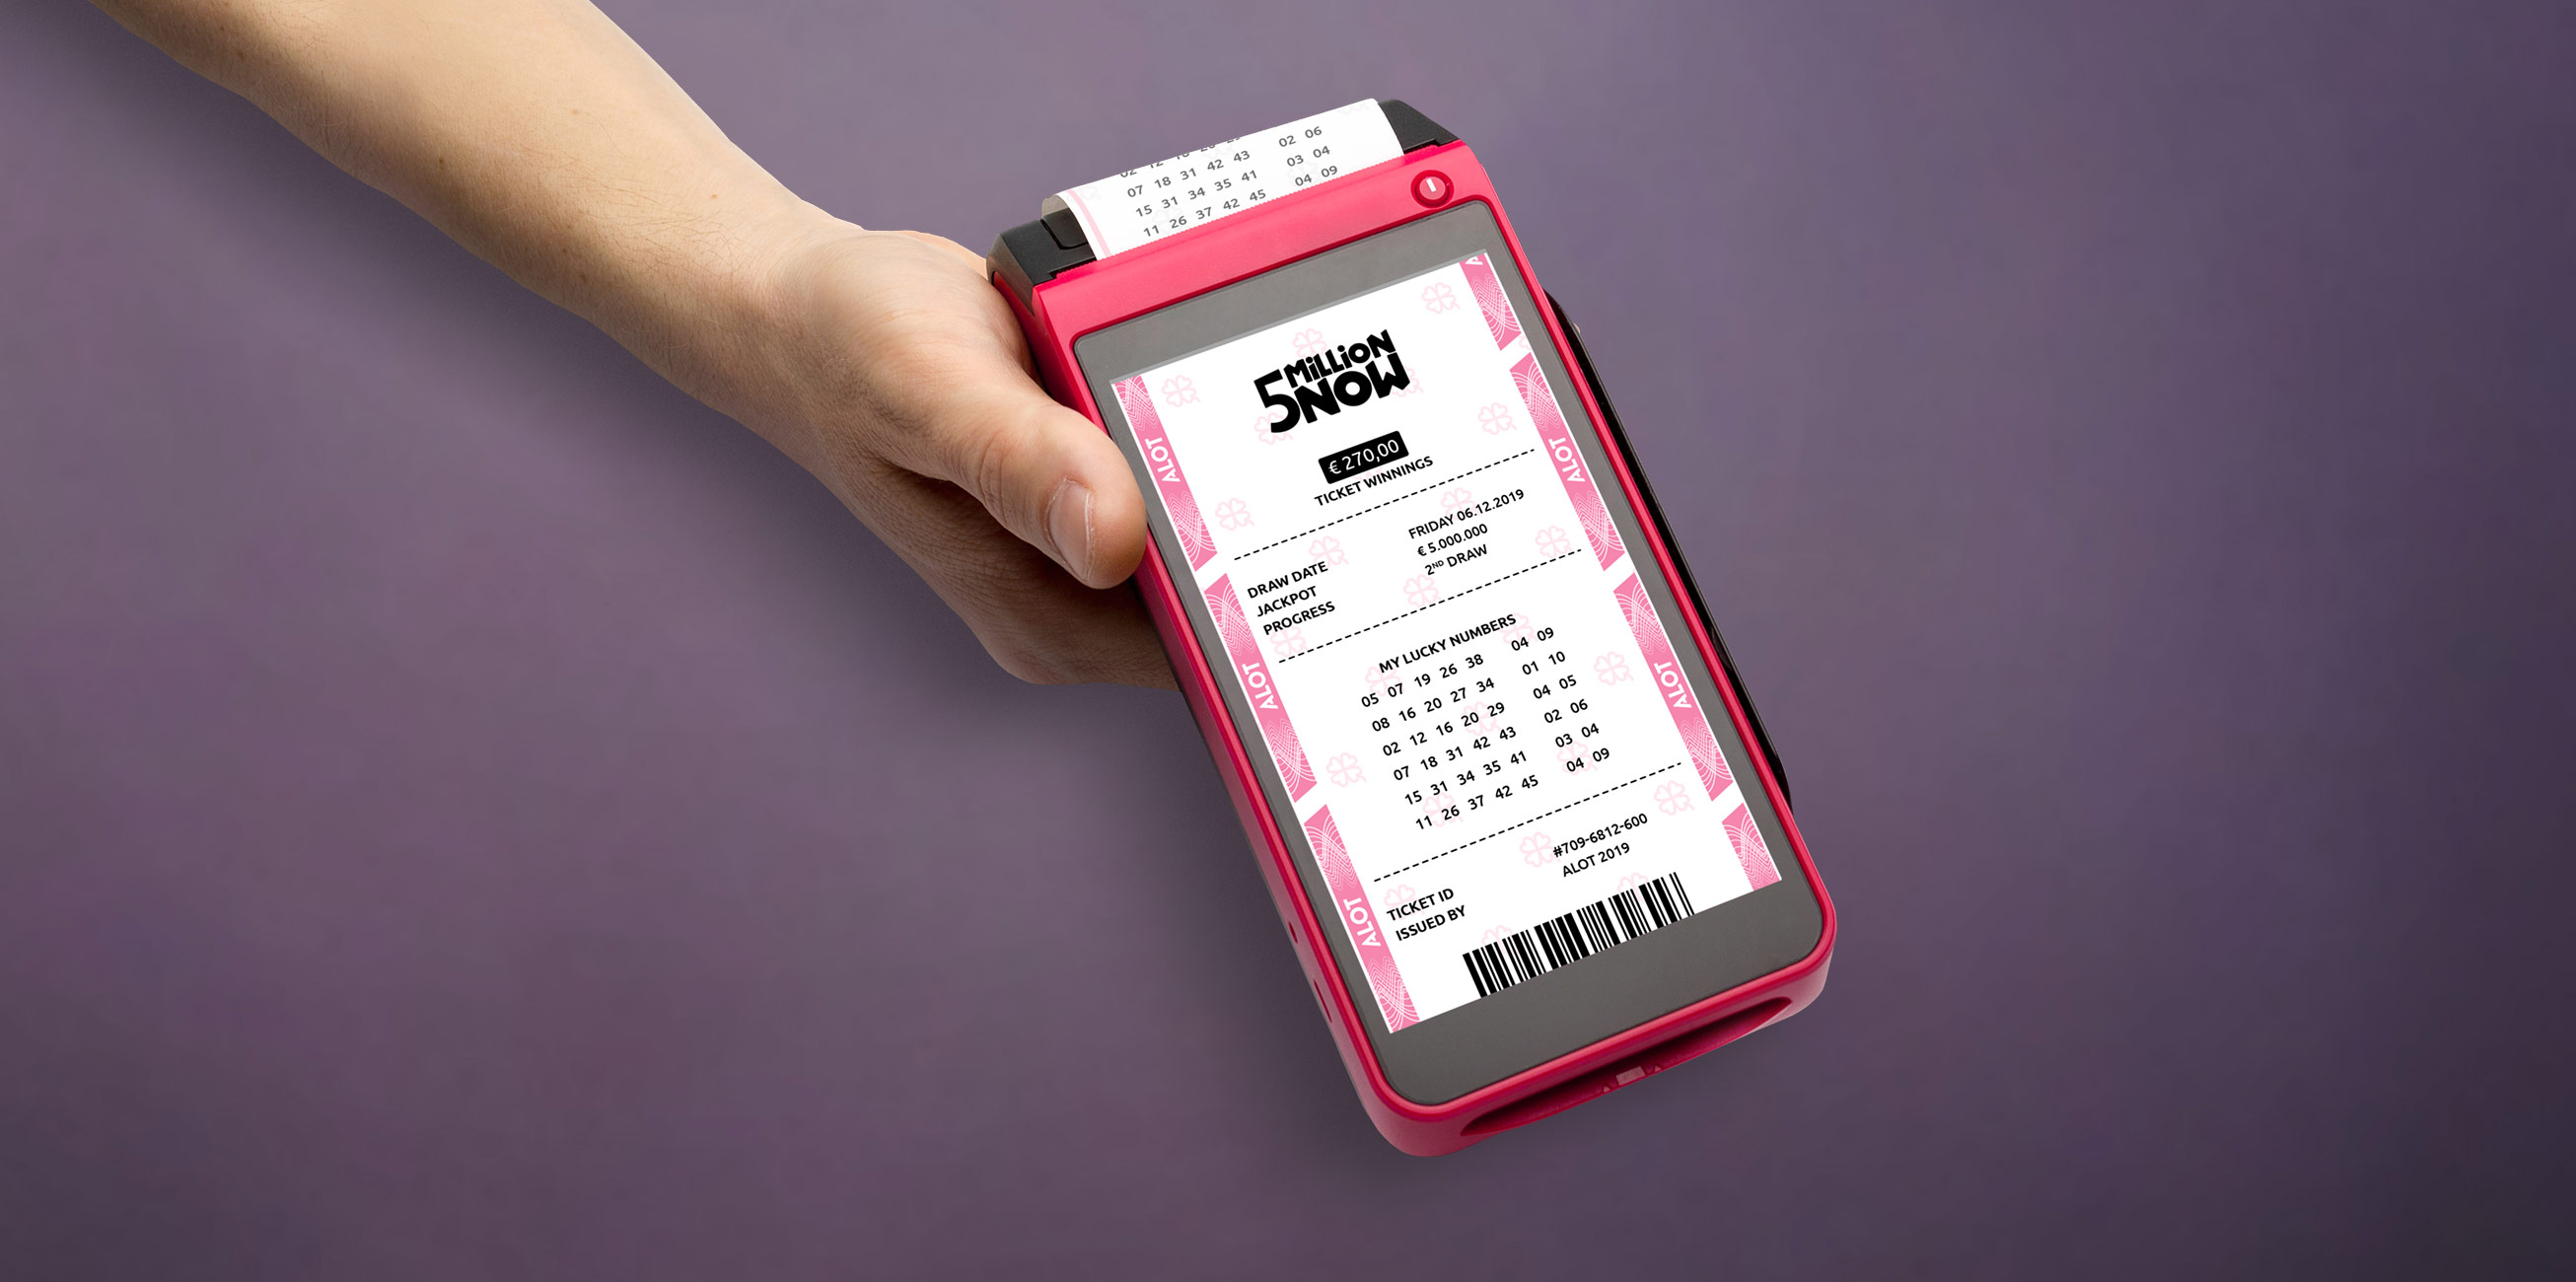 02 12 16 20 29 02 06
07 18 31 42 43 03 04
15 31 34 35 41 04 09
11 26 37 42 45
5 MiLLiON
NOW
€ 270,00
TICKET WINNINGS
DRAW DATE FRIDAY 06.12.2019
JACKPOT € 5.000.000
PROGRESS 2ND DRAW
MY LUCKY NUMBERS
05 07 19 26 38 04 09
08 16 20 27 34 01 10
02 12 16 20 29 04 05
07 18 31 42 43 02 06
15 31 34 35 41 03 04
11 26 37 42 45 04 09
TICKET ID #709-6812-600
ISSUED BY ALOT 2019
ALOT
ALOT
ALOT
ALOT
ALOT